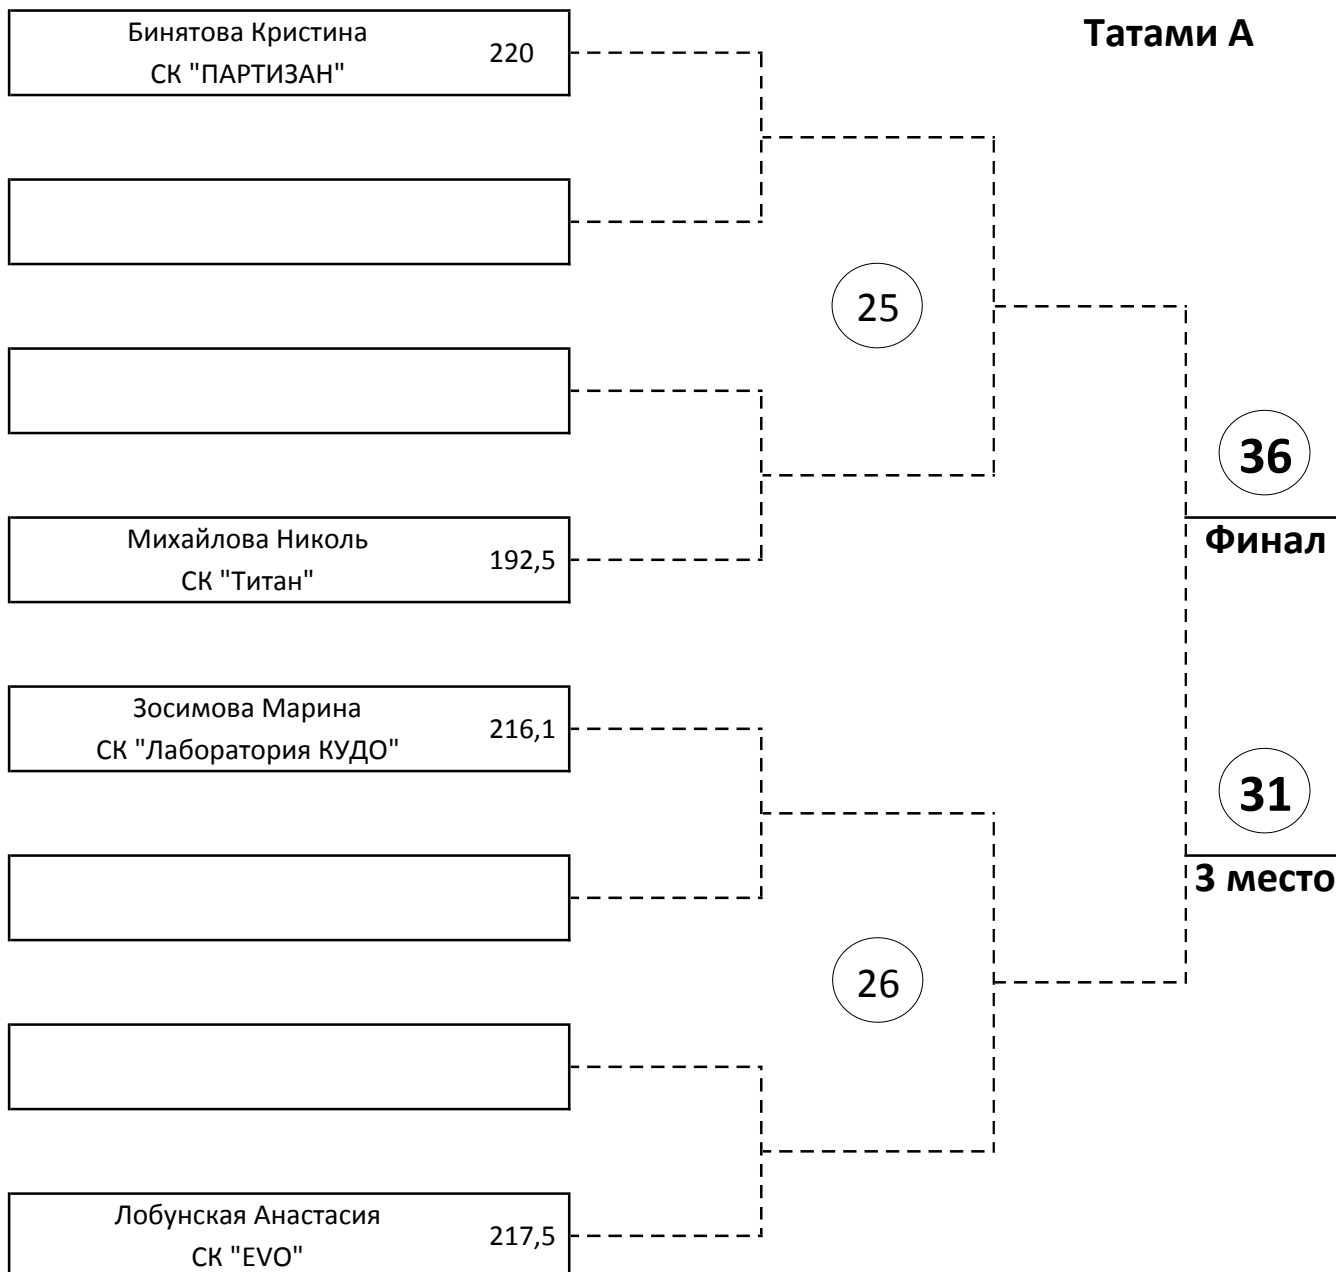 Татами А
Бинятова Кристина
СК "ПАРТИЗАН"
220
25
Михайлова Николь
СК "Титан"
192,5
36
Финал
Зосимова Марина
СК "Лаборатория КУДО"
216,1
31
3 место
26
Лобунская Анастасия
СК "EVO"
217,5